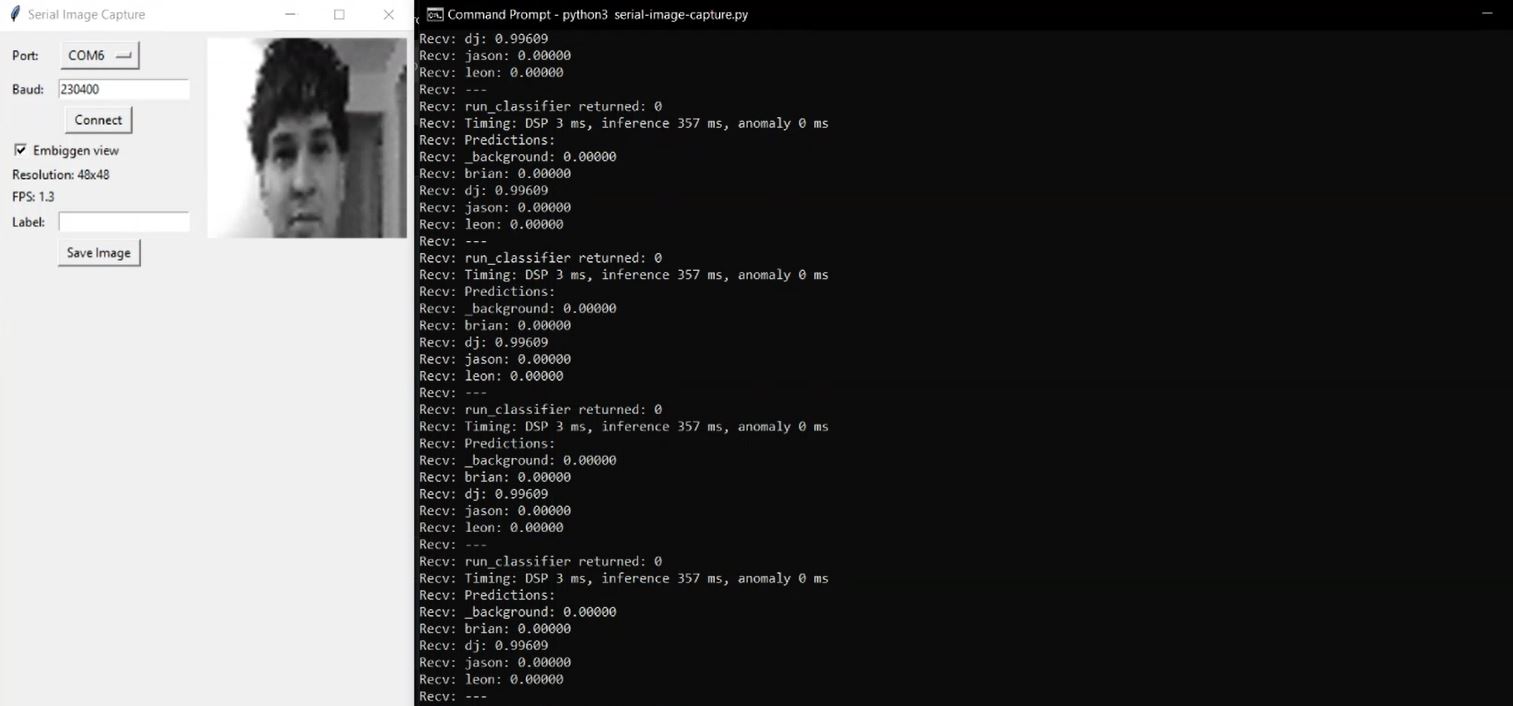 Serial Image Capture
Port: COM6
Baud: 230400
Connect
Embiggen view
Resolution: 48x48
FPS: 1.3
Label:
Save Image
Command Prompt - python3 serial-image-capture.py
Recv: dj: 0.99609
Recv: jason: 0.00000
Recv: leon: 0.00000
Recv: ---
Recv: run_classifier returned: 0
Recv: Timing: DSP 3 ms, inference 357 ms, anomaly 0 ms
Recv: Predictions:
Recv: _background: 0.00000
Recv: brian: 0.00000
Recv: dj: 0.99609
Recv: jason: 0.00000
Recv: leon: 0.00000
Recv: ---
Recv: run_classifier returned: 0
Recv: Timing: DSP 3 ms, inference 357 ms, anomaly 0 ms
Recv: Predictions:
Recv: _background: 0.00000
Recv: brian: 0.00000
Recv: dj: 0.99609
Recv: jason: 0.00000
Recv: leon: 0.00000
Recv: ---
Recv: run_classifier returned: 0
Recv: Timing: DSP 3 ms, inference 357 ms, anomaly 0 ms
Recv: Predictions:
Recv: _background: 0.00000
Recv: brian: 0.00000
Recv: dj: 0.99609
Recv: jason: 0.00000
Recv: leon: 0.00000
Recv: ---
Recv: run_classifier returned: 0
Recv: Timing: DSP 3 ms, inference 357 ms, anomaly 0 ms
Recv: Predictions:
Recv: _background: 0.00000
Recv: brian: 0.00000
Recv: dj: 0.99609
Recv: jason: 0.00000
Recv: leon: 0.00000
Recv: ---